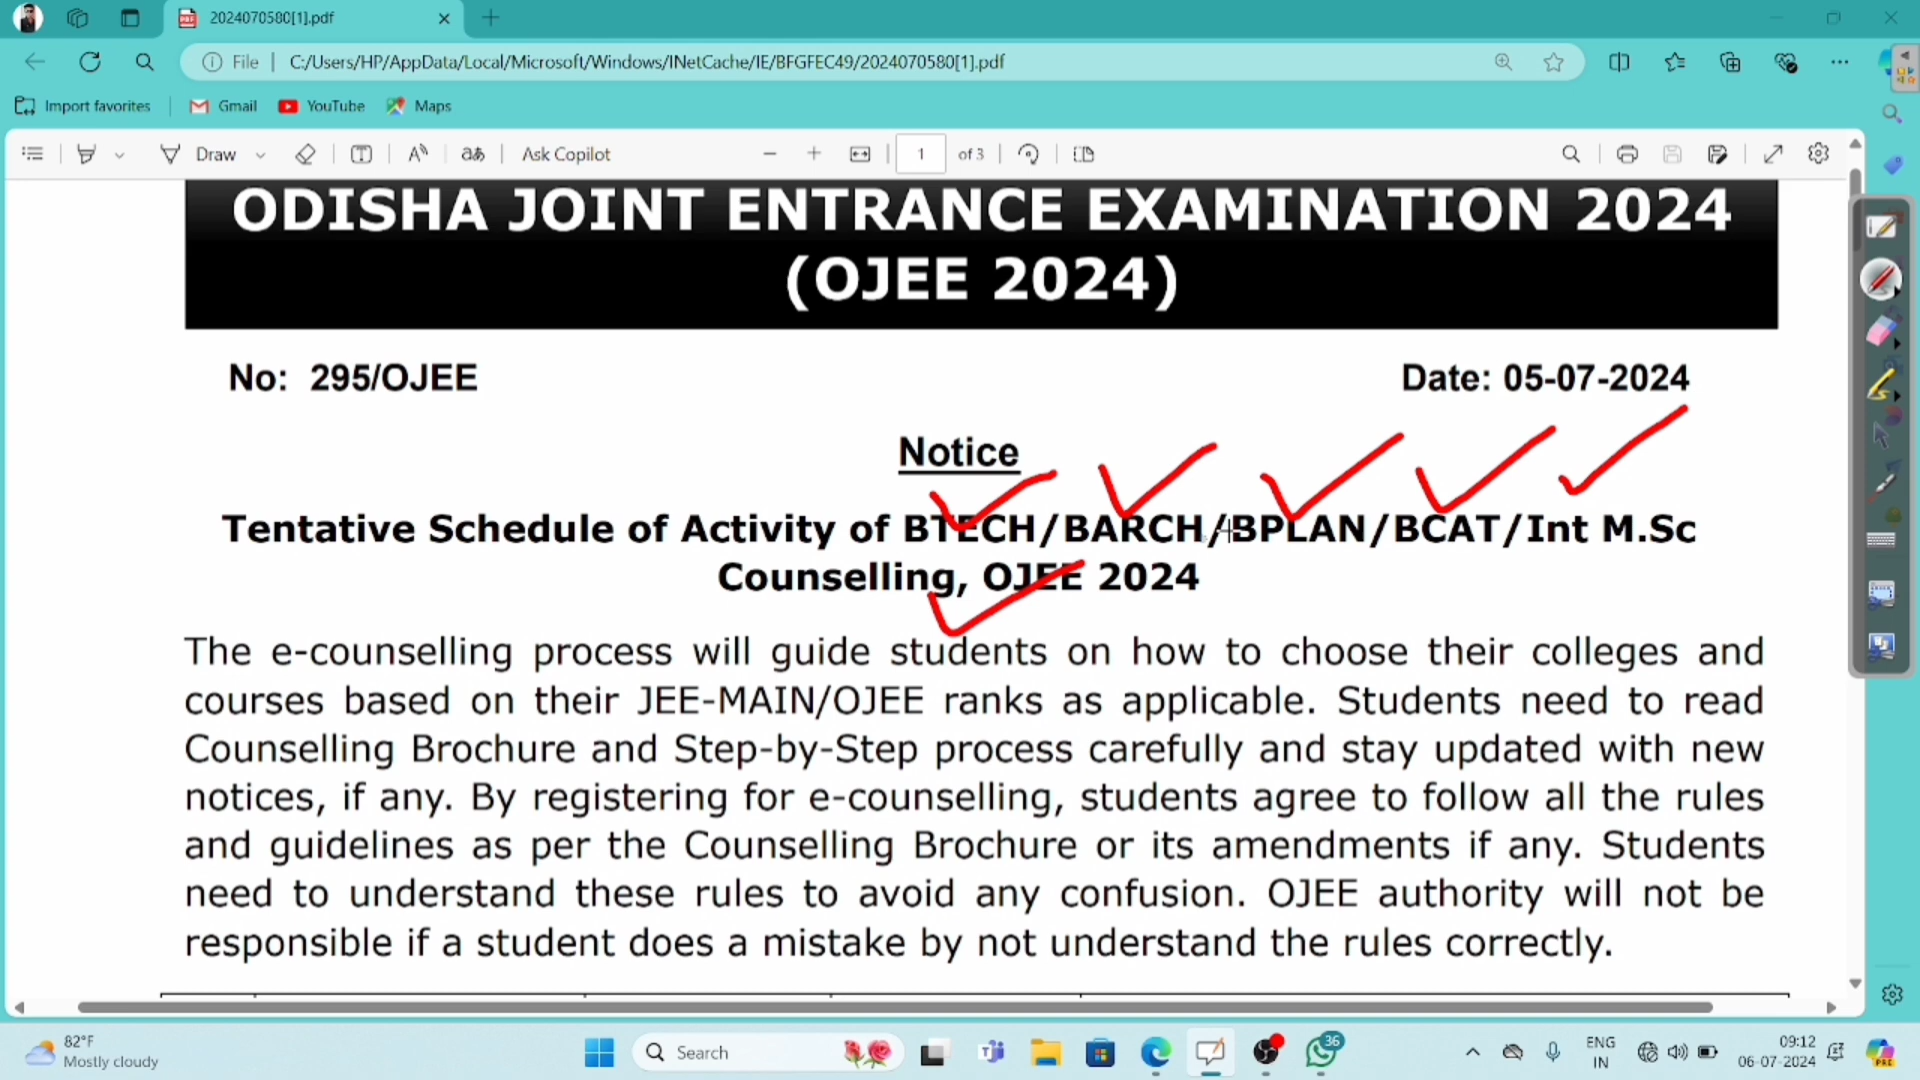 2024070580[1].pdf
File
C:/Users/HP/AppData/Local/Microsoft/Windows/INetCache/IE/BFGFEC49/2024070580[1].pdf
Import favorites
Gmail
YouTube
Maps
Draw
Ask Copilot
1 of 3
ODISHA JOINT ENTRANCE EXAMINATION 2024
(OJEE 2024)
No: 295/OJEE
Date: 05-07-2024
Notice
Tentative Schedule of Activity of BTECH/BARCH/BPLAN/BCAT/Int M.Sc
Counselling, OJEE 2024
The e-counselling process will guide students on how to choose their colleges and
courses based on their JEE-MAIN/OJEE ranks as applicable. Students need to read
Counselling Brochure and Step-by-Step process carefully and stay updated with new
notices, if any. By registering for e-counselling, students agree to follow all the rules
and guidelines as per the Counselling Brochure or its amendments if any. Students
need to understand these rules to avoid any confusion. OJEE authority will not be
responsible if a student does a mistake by not understand the rules correctly.
82°F
Mostly cloudy
Search
36
ENG
IN
09:12
06-07-2024